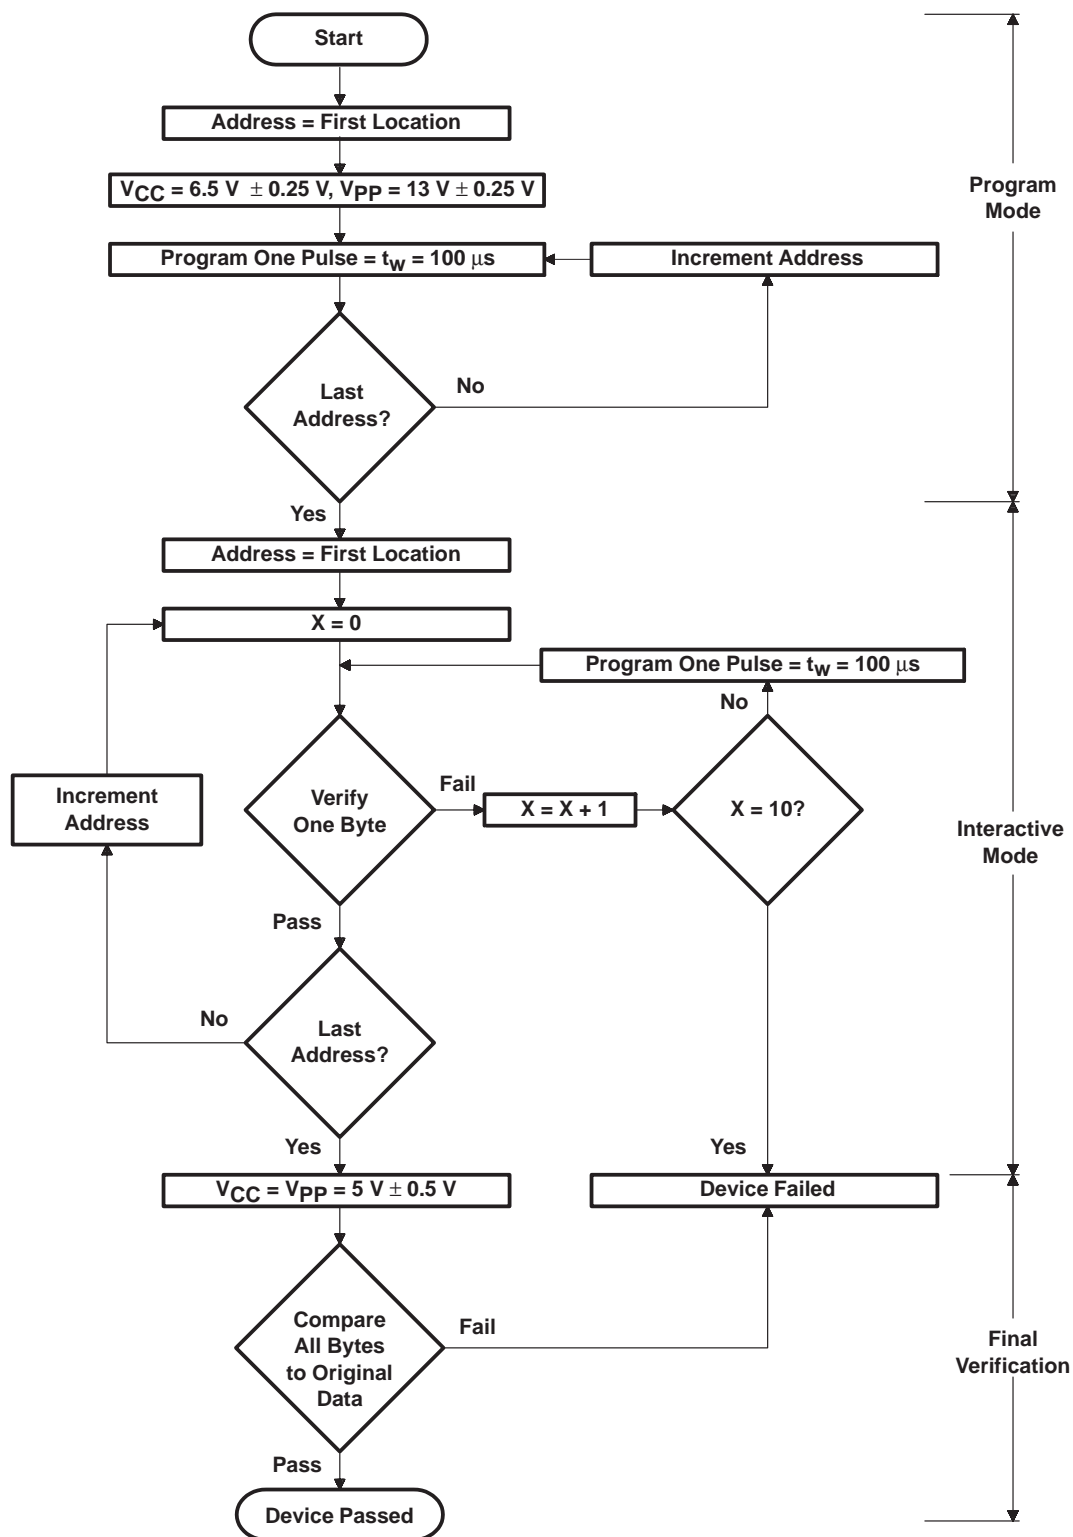 Start
Address = First Location
VCC = 6.5 V ± 0.25 V, VPP = 13 V ± 0.25 V
Program
Mode
Program One Pulse = tw = 100 μs
Increment Address
Last
Address?
No
Yes
Address = First Location
X = 0
Program One Pulse = tw = 100 μs
No
Increment
Address
Verify
One Byte
Fail
X = X + 1
X = 10?
Interactive
Mode
Pass
No
Last
Address?
Yes
Yes
VCC = VPP = 5 V ± 0.5 V
Device Failed
Compare
All Bytes
to Original
Data
Fail
Final
Verification
Pass
Device Passed